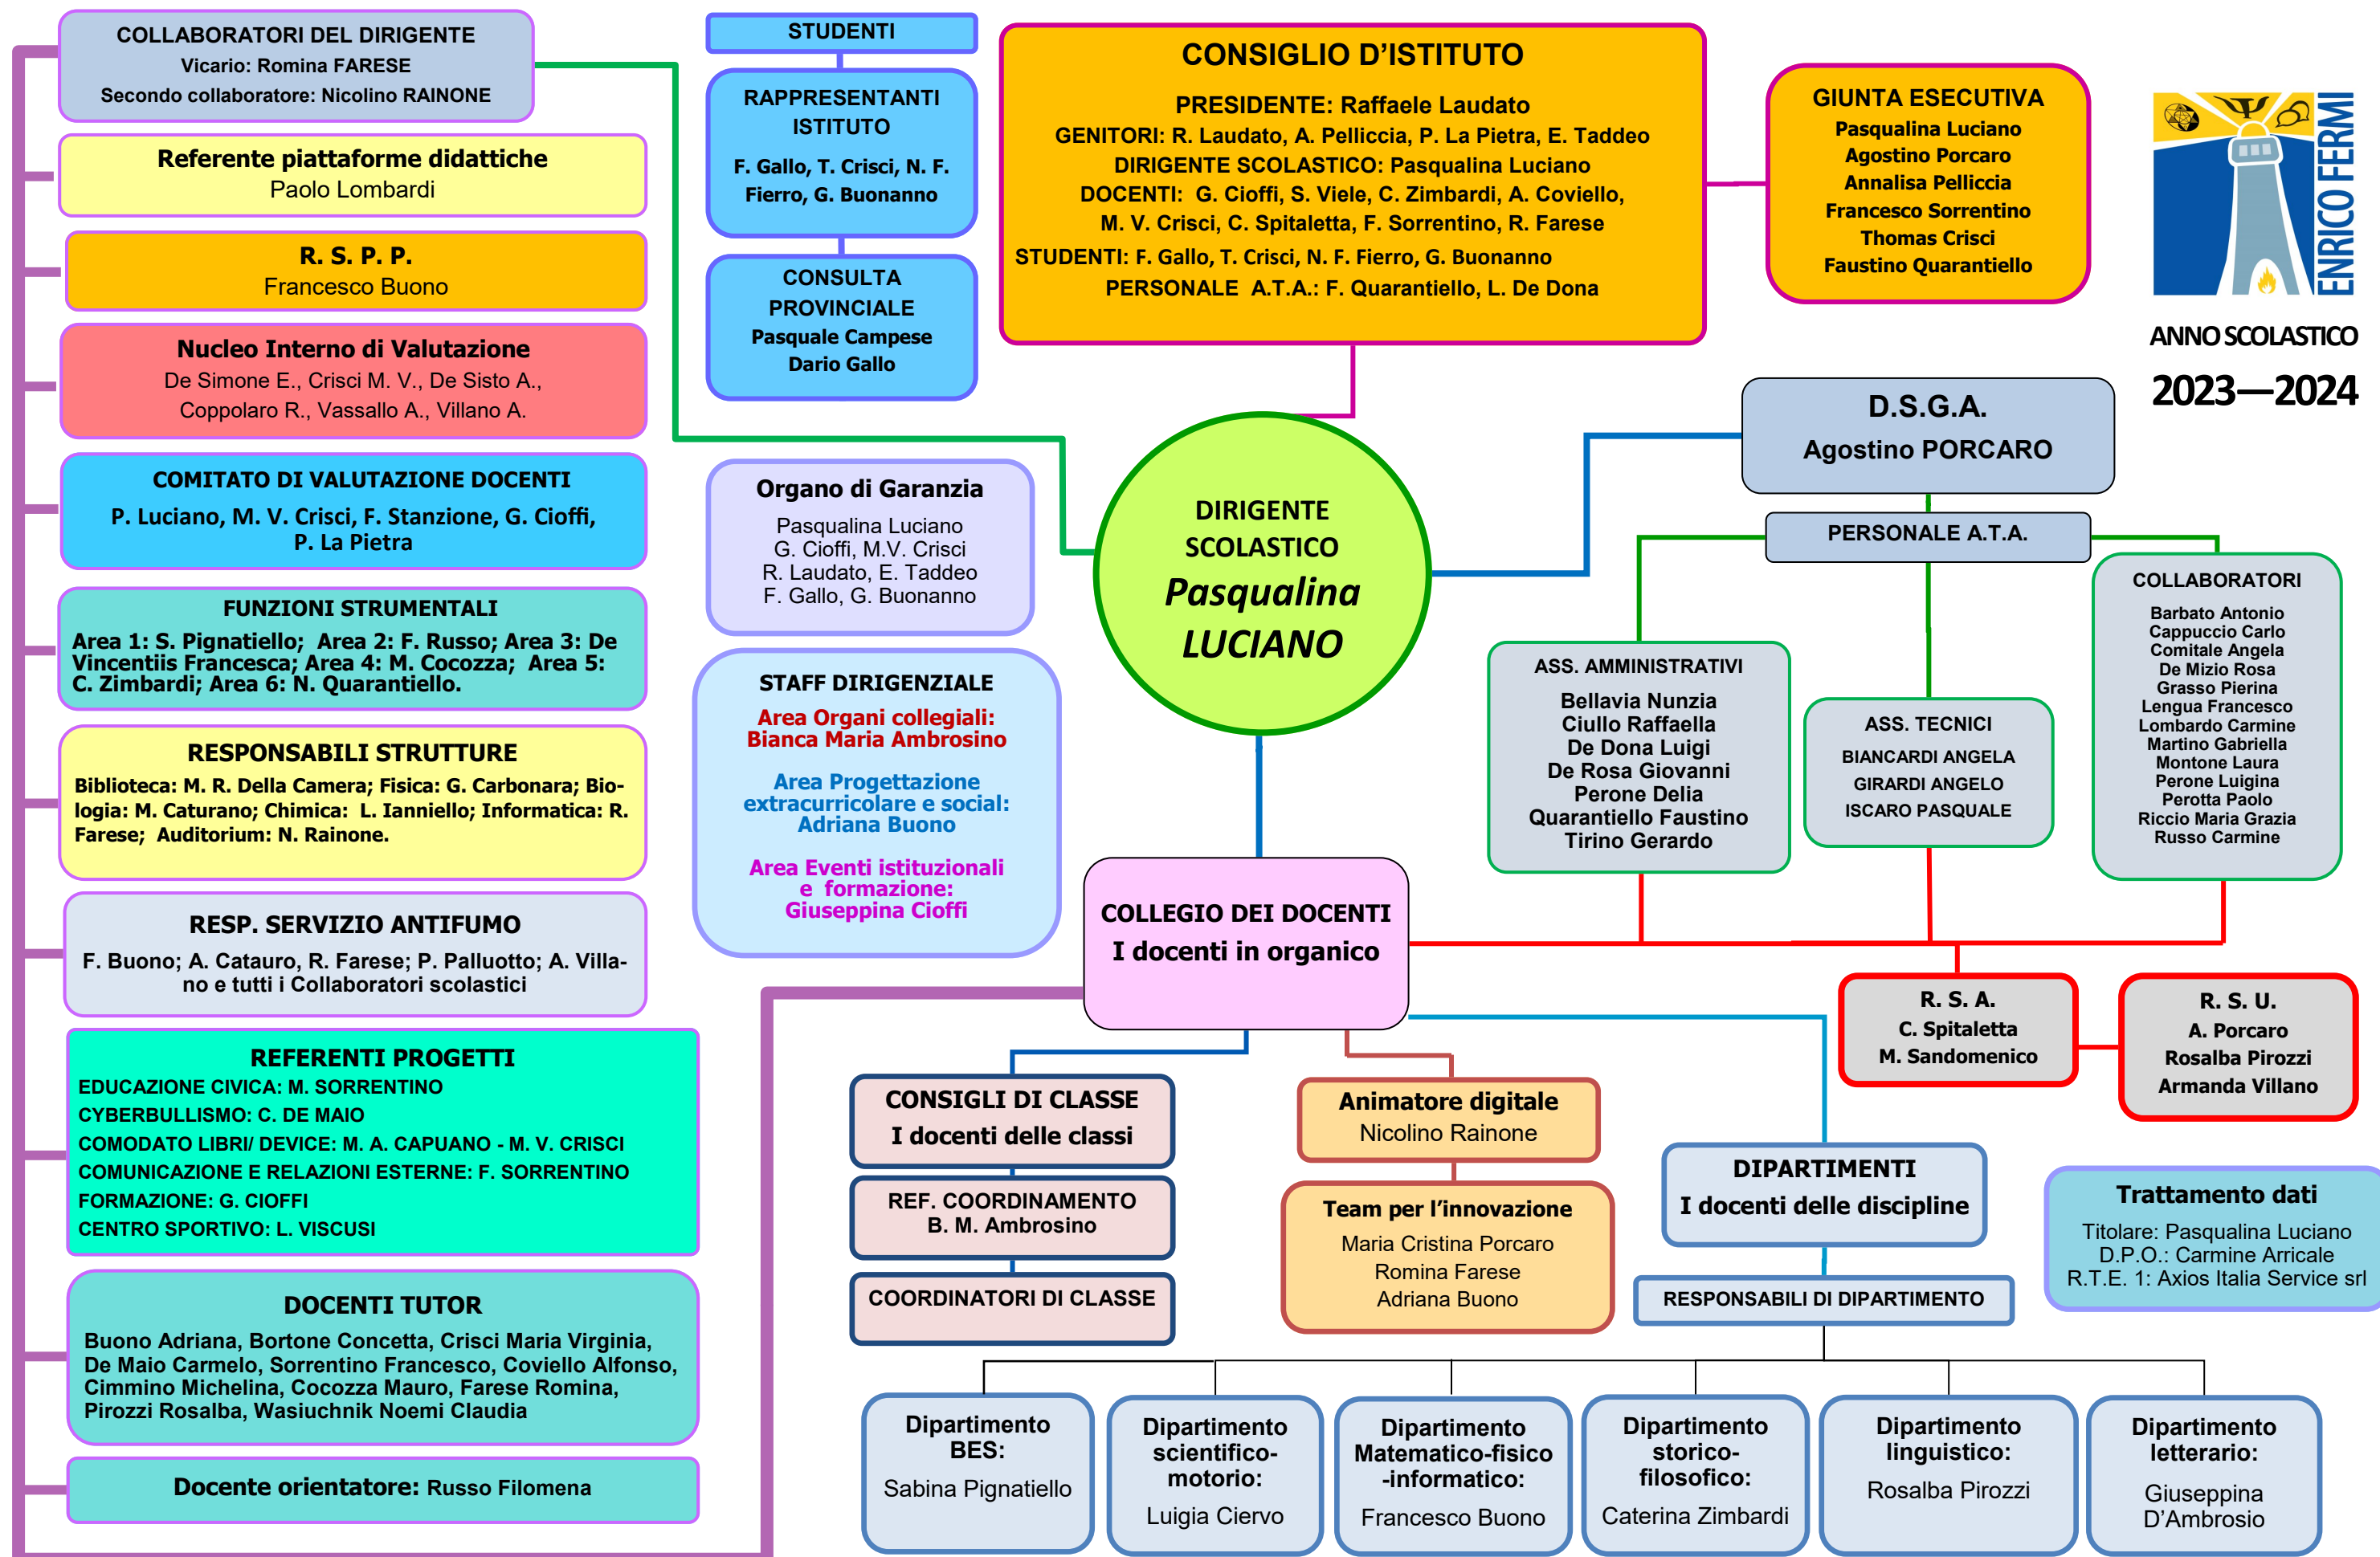 COLLABORATORI DEL DIRIGENTE
Vicario: Romina FARESE
Secondo collaboratore: Nicolino RAINONE
Referente piattaforme didattiche
Paolo Lombardi
R. S. P. P.
Francesco Buono
Nucleo Interno di Valutazione
De Simone E., Crisci M. V., De Sisto A.,
Coppolaro R., Vassallo A., Villano A.
COMITATO DI VALUTAZIONE DOCENTI
P. Luciano, M. V. Crisci, F. Stanzione, G. Cioffi,
P. La Pietra
FUNZIONI STRUMENTALI
Area 1: S. Pignatiello; Area 2: F. Russo; Area 3: De
Vincentiis Francesca; Area 4: M. Cocozza; Area 5:
C. Zimbardi; Area 6: N. Quarantiello.
RESPONSABILI STRUTTURE
Biblioteca: M. R. Della Camera; Fisica: G. Carbonara; Bio-
logia: M. Caturano; Chimica: L. Ianniello; Informatica: R.
Farese; Auditorium: N. Rainone.
RESP. SERVIZIO ANTIFUMO
F. Buono; A. Catauro, R. Farese; P. Palluotto; A. Villa-
no e tutti i Collaboratori scolastici
REFERENTI PROGETTI
EDUCAZIONE CIVICA: M. SORRENTINO
CYBERBULLISMO: C. DE MAIO
COMODATO LIBRI/ DEVICE: M. A. CAPUANO - M. V. CRISCI
COMUNICAZIONE E RELAZIONI ESTERNE: F. SORRENTINO
FORMAZIONE: G. CIOFFI
CENTRO SPORTIVO: L. VISCUSI
DOCENTI TUTOR
Buono Adriana, Bortone Concetta, Crisci Maria Virginia,
De Maio Carmelo, Sorrentino Francesco, Coviello Alfonso,
Cimmino Michelina, Cocozza Mauro, Farese Romina,
Pirozzi Rosalba, Wasiuchnik Noemi Claudia
Docente orientatore: Russo Filomena
STUDENTI
RAPPRESENTANTI
ISTITUTO
F. Gallo, T. Crisci, N. F.
Fierro, G. Buonanno
CONSULTA
PROVINCIALE
Pasquale Campese
Dario Gallo
Organo di Garanzia
Pasqualina Luciano
G. Cioffi, M.V. Crisci
R. Laudato, E. Taddeo
F. Gallo, G. Buonanno
STAFF DIRIGENZIALE
Area Organi collegiali:
Bianca Maria Ambrosino
Area Progettazione
extracurricolare e social:
Adriana Buono
Area Eventi istituzionali
e formazione:
Giuseppina Cioffi
CONSIGLIO D'ISTITUTO
PRESIDENTE: Raffaele Laudato
GENITORI: R. Laudato, A. Pelliccia, P. La Pietra, E. Taddeo
DIRIGENTE SCOLASTICO: Pasqualina Luciano
DOCENTI: G. Cioffi, S. Viele, C. Zimbardi, A. Coviello,
M. V. Crisci, C. Spitaletta, F. Sorrentino, R. Farese
STUDENTI: F. Gallo, T. Crisci, N. F. Fierro, G. Buonanno
PERSONALE A.T.A.: F. Quarantiello, L. De Dona
GIUNTA ESECUTIVA
Pasqualina Luciano
Agostino Porcaro
Annalisa Pelliccia
Francesco Sorrentino
Thomas Crisci
Faustino Quarantiello
ENRICO FERMI
ANNO SCOLASTICO
2023—2024
DIRIGENTE
SCOLASTICO
Pasqualina
LUCIANO
D.S.G.A.
Agostino PORCARO
PERSONALE A.T.A.
ASS. AMMINISTRATIVI
Bellavia Nunzia
Ciullo Raffaella
De Dona Luigi
De Rosa Giovanni
Perone Delia
Quarantiello Faustino
Tirino Gerardo
ASS. TECNICI
BIANCARDI ANGELA
GIRARDI ANGELO
ISCARO PASQUALE
COLLABORATORI
Barbato Antonio
Cappuccio Carlo
Comitale Angela
De Mizio Rosa
Grasso Pierina
Lengua Francesco
Lombardo Carmine
Martino Gabriella
Montone Laura
Perone Luigina
Perotta Paolo
Riccio Maria Grazia
Russo Carmine
COLLEGIO DEI DOCENTI
I docenti in organico
R. S. A.
C. Spitaletta
M. Sandomenico
R. S. U.
A. Porcaro
Rosalba Pirozzi
Armanda Villano
CONSIGLI DI CLASSE
I docenti delle classi
REF. COORDINAMENTO
B. M. Ambrosino
COORDINATORI DI CLASSE
Animatore digitale
Nicolino Rainone
Team per l'innovazione
Maria Cristina Porcaro
Romina Farese
Adriana Buono
DIPARTIMENTI
I docenti delle discipline
RESPONSABILI DI DIPARTIMENTO
Trattamento dati
Titolare: Pasqualina Luciano
D.P.O.: Carmine Arricale
R.T.E. 1: Axios Italia Service srl
Dipartimento
BES:
Sabina Pignatiello
Dipartimento
scientifico-
motorio:
Luigia Ciervo
Dipartimento
Matematico-fisico
-informatico:
Francesco Buono
Dipartimento
storico-
filosofico:
Caterina Zimbardi
Dipartimento
linguistico:
Rosalba Pirozzi
Dipartimento
letterario:
Giuseppina
D'Ambrosio